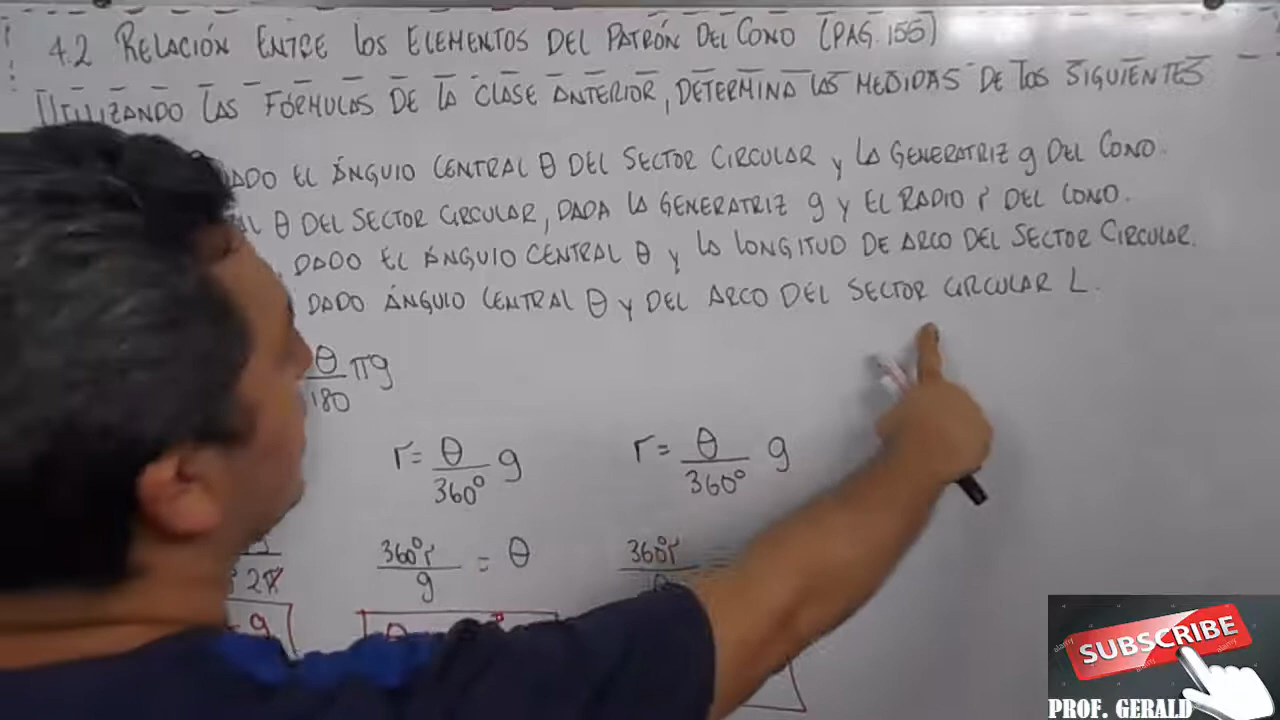 4.2 RELACIÓN ENTRE LOS ELEMENTOS DEL PATRÓN DEL CONO (PAG. 155)
UTILIZANDO LAS FÓRMULAS DE LA CLASE ANTERIOR, DETERMINA LAS MEDIDAS DE LOS SIGUIENTES
DADO EL ÁNGULO CENTRAL θ DEL SECTOR CIRCULAR Y LA GENERATRIZ g DEL CONO.
θ DEL SECTOR CIRCULAR, DADA LA GENERATRIZ g Y EL RADIO r DEL CONO.
DADO EL ÁNGULO CENTRAL θ Y LA LONGITUD DE ARCO DEL SECTOR CIRCULAR.
DADO ÁNGULO CENTRAL θ Y DEL ARCO DEL SECTOR CIRCULAR L.
θ/180 πg
r = θ/360° g r = θ/360° g
360°r/g = θ 360°r
2π
g θ
SUBSCRIBE
PROF. GERALD